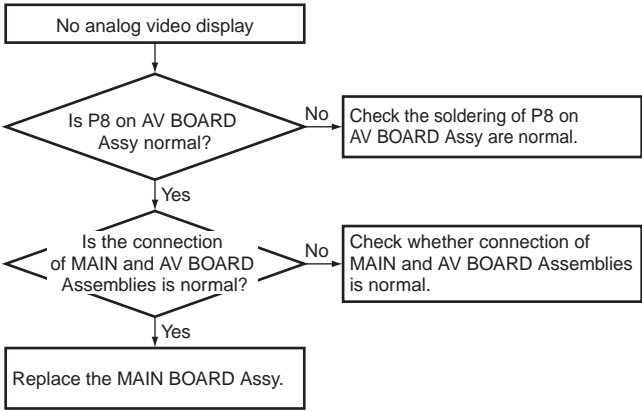 No analog video display
Is P8 on AV BOARD
Assy normal?
No
Check the soldering of P8 on
AV BOARD Assy are normal.
Yes
Is the connection
of MAIN and AV BOARD
Assemblies is normal?
No
Check whether connection of
MAIN and AV BOARD Assemblies
is normal.
Yes
Replace the MAIN BOARD Assy.